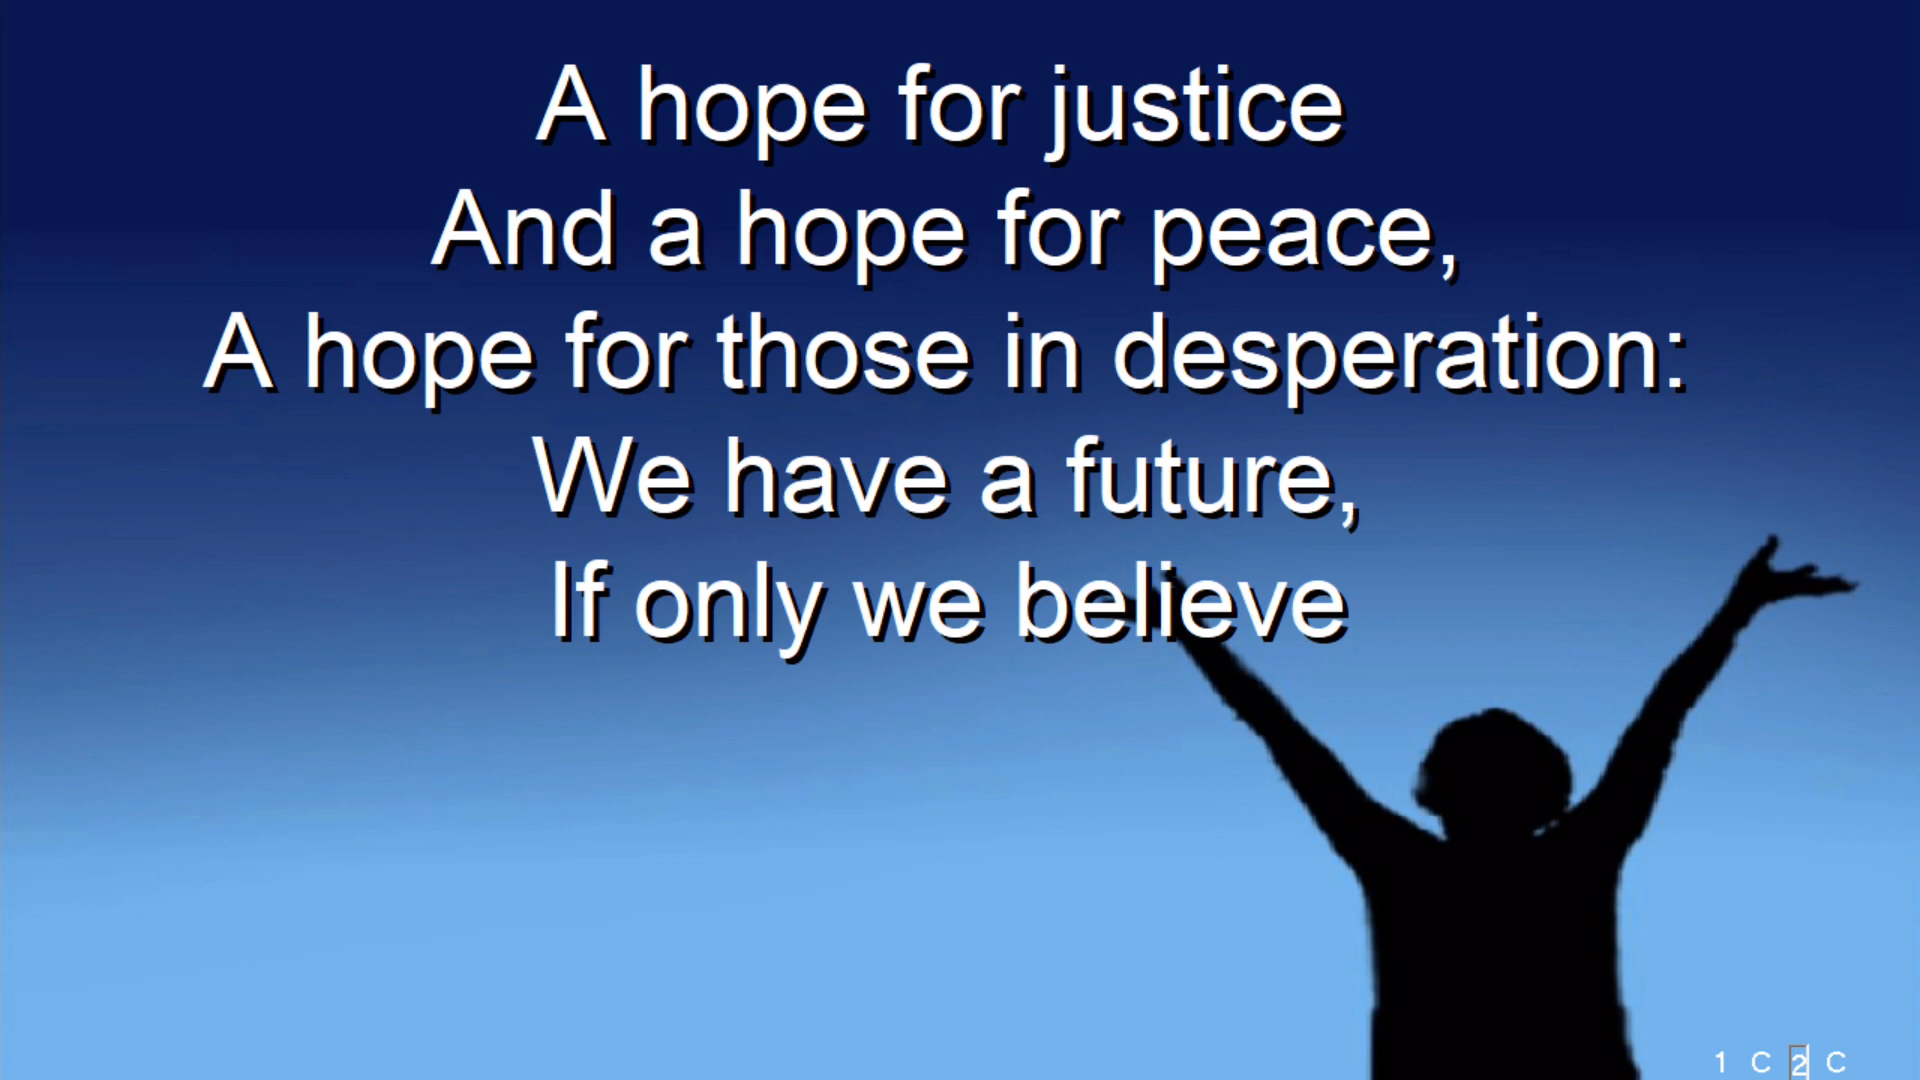 A hope for justice
And a hope for peace,
A hope for those in desperation:
We have a future,
If only we believe
1 C 2 C